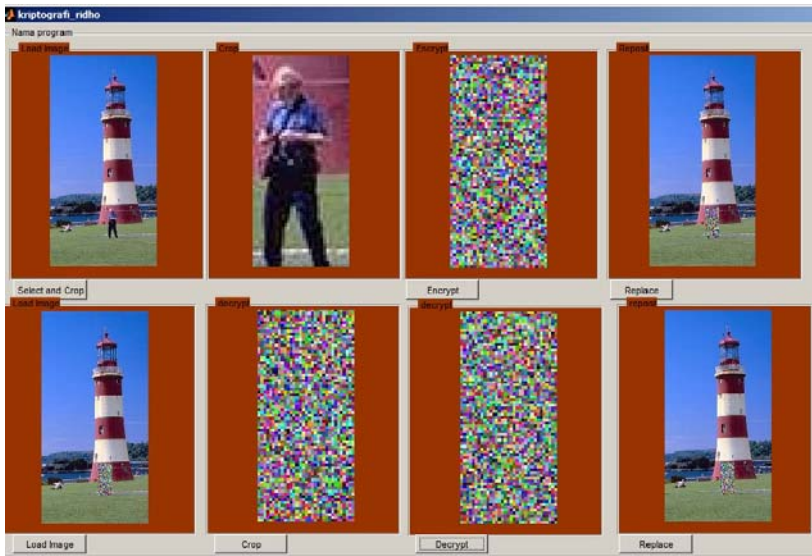 kriptografi_ridho
Nama program
Load Image
Crop
Encrypt
Repost
Select and Crop
Encrypt
Replace
Load Image
decrypt
decrypt
repost
Load Image
Crop
Decrypt
Replace